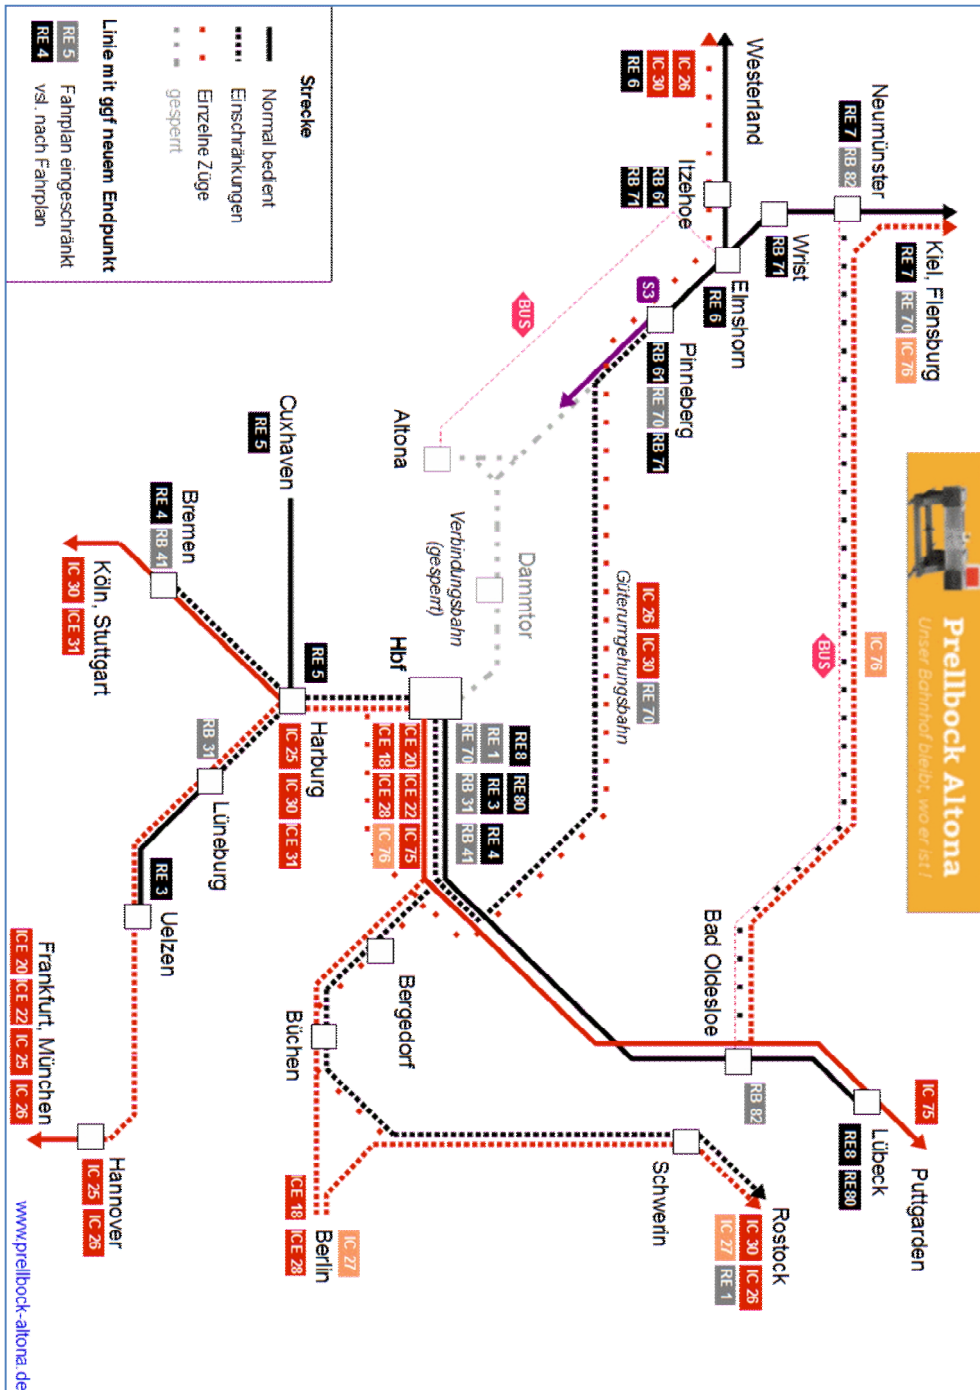 Prellbock Altona
Unser Bahnhof bleibt, wo er ist !
Kiel, Flensburg
RE 7 RE 70 IC 76
Neumünster
RE 7 RB 82
Wrist
RB 71
Westerland
IC 26
IC 30
RE 6
Itzehoe
RB 61
RB 71
Elmshorn
RE 6
S3
Pinneberg
RB 61 RE 70 RB 71
BUS
BUS
IC 76
IC 26 IC 30 RE 70
Güterumgehungsbahn
Altona
Dammtor
Verbindungsbahn
(gesperrt)
Hbf
RE8 RE80
RE 1 RE 3 RE 4
RE 70 RB 31 RB 41
ICE 20 ICE 22 IC 75
ICE 18 ICE 28 IC 76
Bad Oldesloe
RB 82
Puttgarden
IC 75
Lübeck
RE8 RE80
Cuxhaven
RE 5
RE 5
Harburg
IC 25 IC 30 ICE 31
Bremen
RE 4 RB 41
Köln, Stuttgart
IC 30 ICE 31
RB 31
Lüneburg
RE 3
Uelzen
Bergedorf
Büchen
Schwerin
Rostock
IC 30 IC 26
IC 27 RE 1
IC 27
Berlin
ICE 18 ICE 28
Hannover
IC 25 IC 26
Frankfurt, München
ICE 20 ICE 22 IC 25 IC 26
Strecke
Normal bedient
Einschränkungen
Einzelne Züge
gesperrt
Linie mit ggf neuem Endpunkt
RE 5 Fahrplan eingeschränkt
RE 4 vsl. nach Fahrplan
www.prellbock-altona.de